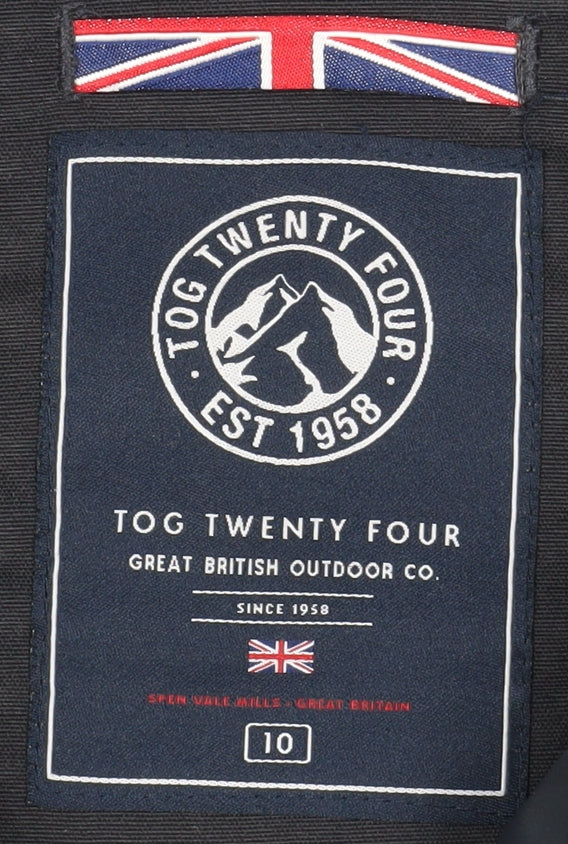 TOG TWENTY FOUR
· EST 1958 ·
TOG TWENTY FOUR
GREAT BRITISH OUTDOOR CO.
SINCE 1958
SPEN VALE MILLS - GREAT BRITAIN
10